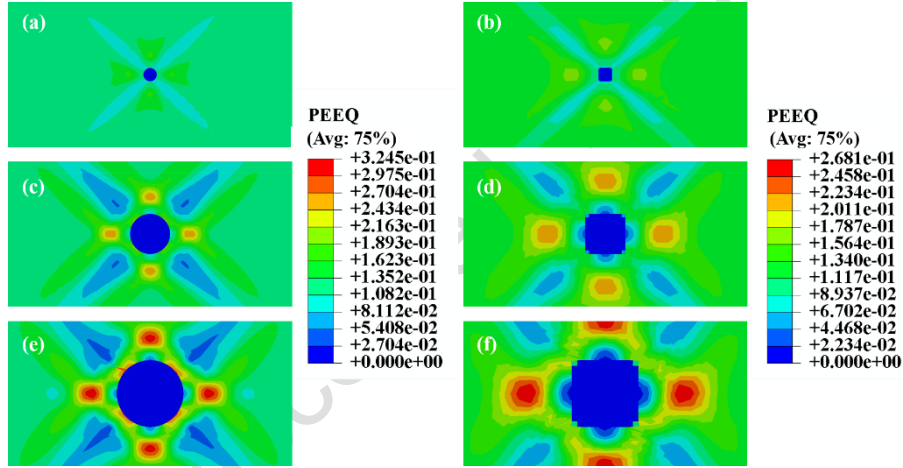 (a)
(b)
PEEQ
(Avg: 75%)
+3.245e-01
+2.975e-01
+2.704e-01
+2.434e-01
+2.163e-01
+1.893e-01
+1.623e-01
+1.352e-01
+1.082e-01
+8.112e-02
+5.408e-02
+2.704e-02
+0.000e+00
PEEQ
(Avg: 75%)
+2.681e-01
+2.458e-01
+2.234e-01
+2.011e-01
+1.787e-01
+1.564e-01
+1.340e-01
+1.117e-01
+8.937e-02
+6.702e-02
+4.468e-02
+2.234e-02
+0.000e+00
(c)
(d)
(e)
(f)